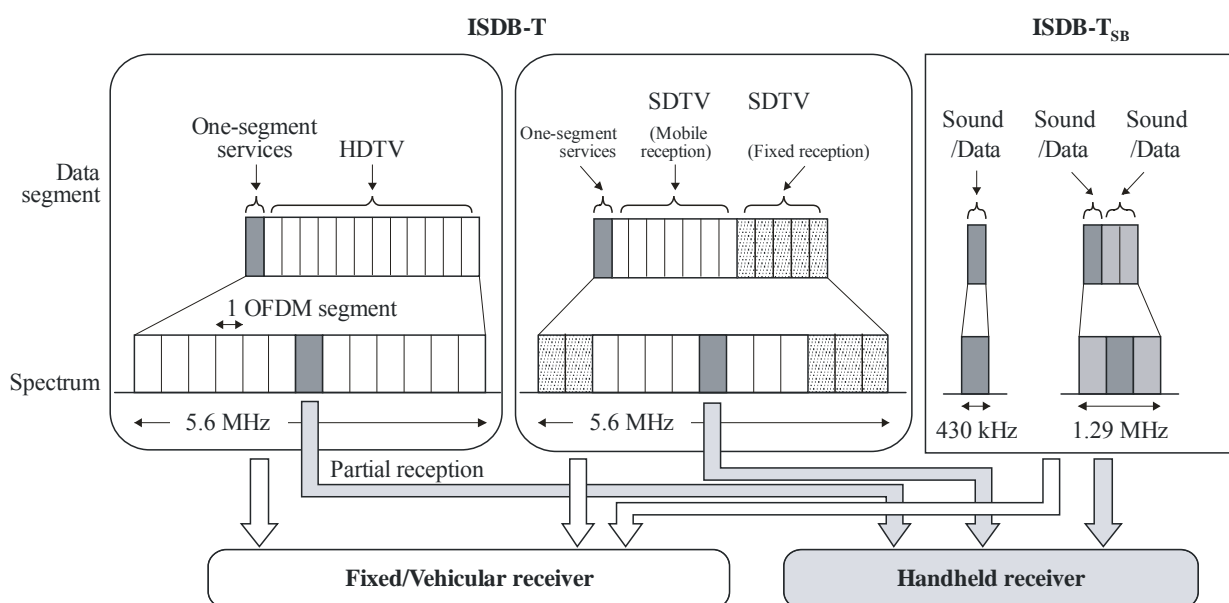 ISDB-T
ISDB-TSB
One-segment
services
HDTV
SDTV
SDTV
One-segment
services
(Mobile
reception)
(Fixed reception)
Sound
/Data
Sound
/Data
Sound
/Data
Data
segment
1 OFDM segment
Spectrum
5.6 MHz
5.6 MHz
430 kHz
1.29 MHz
Partial reception
Fixed/Vehicular receiver
Handheld receiver